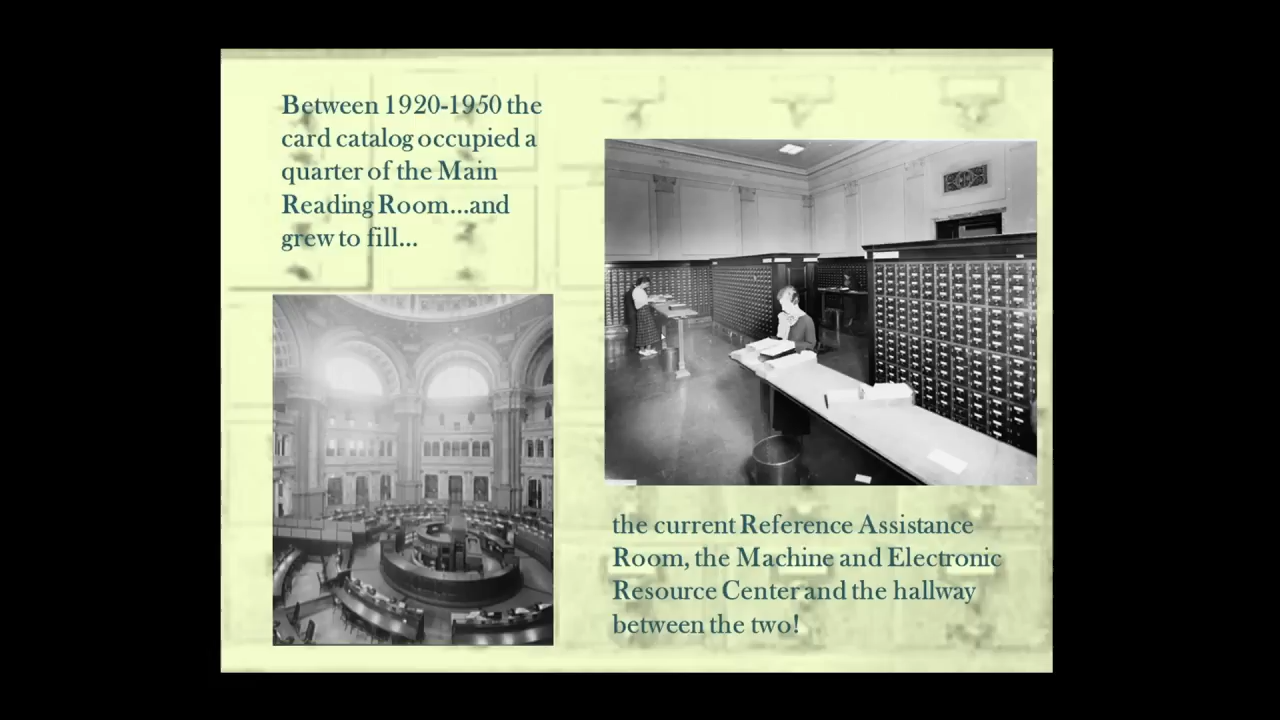 Between 1920-1950 the
card catalog occupied a
quarter of the Main
Reading Room...and
grew to fill...
the current Reference Assistance
Room, the Machine and Electronic
Resource Center and the hallway
between the two!